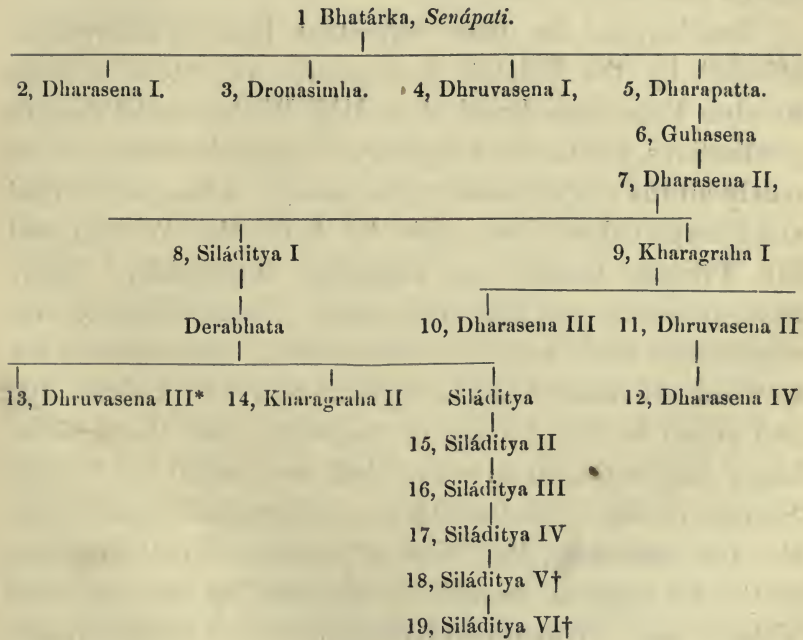 1 Bhatárka, Senápati.
2, Dharasena I. 3, Dronasimha. 4, Dhruvasena I, 5, Dharapatta.
6, Guhasena
7, Dharasena II,
8, Siláditya I 9, Kharagraha I
Derabhata 10, Dharasena III 11, Dhruvasena II
13, Dhruvasena III* 14, Kharagraha II Siláditya 12, Dharasena IV
15, Siláditya II
16, Siláditya III
17, Siláditya IV
18, Siláditya V†
19, Siláditya VI†